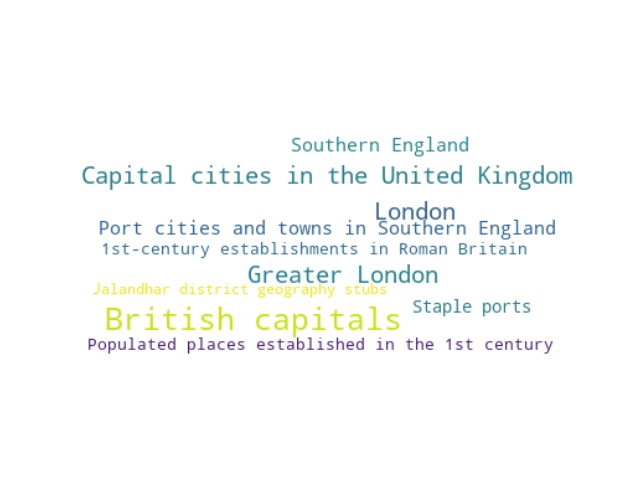 Southern England
Capital cities in the United Kingdom
London
Port cities and towns in Southern England
1st-century establishments in Roman Britain
Greater London
Jalandhar district geography stubs
Staple ports
British capitals
Populated places established in the 1st century